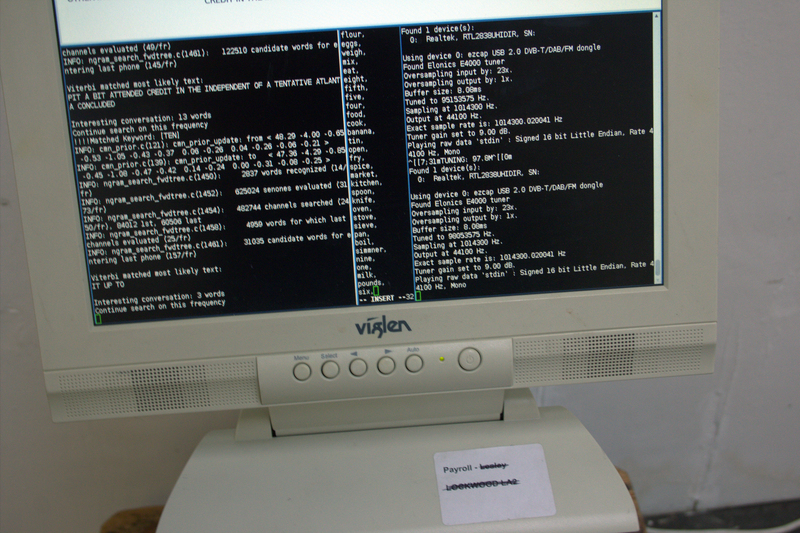 CREDIT IN THE
channels evaluated (49/fr)
INFO: ngram_search_fwdtree.c(1461): 122510 candidate words for e
ntering last phone (145/fr)
Viterbi matched most likely text:
PIT A BIT ATTENDED CREDIT IN THE INDEPENDENT OF A TENTATIVE ATLANT
A CONCLUDED
Interesting conversation: 13 words
Continue search on this frequency
!!!!Matched Keyword: [TEN]
INFO: cmn_prior.c(121): cmn_prior_update: from < 48.29 -4.00 -0.65
-0.53 -1.05 -0.43 -0.37 0.06 -0.26 0.04 -0.26 -0.06 -0.21 >
INFO: cmn_prior.c(139): cmn_prior_update: to < 47.36 -4.29 -0.85
-0.45 -1.08 -0.47 -0.42 0.14 -0.24 0.00 -0.31 -0.08 -0.25 >
INFO: ngram_search_fwdtree.c(1450): 2837 words recognized (14/
fr)
INFO: ngram_search_fwdtree.c(1452): 625024 senones evaluated (31
73/fr)
INFO: ngram_search_fwdtree.c(1454): 482744 channels searched (24
50/fr), 84012 1st, 60506 last
INFO: ngram_search_fwdtree.c(1458): 4959 words for which last
channels evaluated (25/fr)
INFO: ngram_search_fwdtree.c(1461): 31035 candidate words for e
ntering last phone (157/fr)
Viterbi matched most likely text:
IT UP TO
Interesting conversation: 3 words
Continue search on this frequency
flour,
eggs,
weigh,
mix,
eat,
eight,
fifth,
five,
four,
food,
cook,
banana,
tin,
open,
fry,
spice,
market,
kitchen,
spoon,
knife,
oven,
stove,
sieve,
pan,
boil,
simmner,
nine,
one,
milk,
pounds,
six,
-- INSERT --32
Found 1 device(s):
0: Realtek, RTL2838UHIDIR, SN:
Using device 0: ezcap USB 2.0 DVB-T/DAB/FM dongle
Found Elonics E4000 tuner
Oversampling input by: 23x.
Oversampling output by: 1x.
Buffer size: 8.08ms
Tuned to 95153575 Hz.
Sampling at 1014300 Hz.
Output at 44100 Hz.
Exact sample rate is: 1014300.020041 Hz
Tuner gain set to 9.00 dB.
Playing raw data 'stdin' : Signed 16 bit Little Endian, Rate 4
4100 Hz, Mono
^[[7;31mTUNING: 97.8M^[[0m
Found 1 device(s):
0: Realtek, RTL2838UHIDIR, SN:
Using device 0: ezcap USB 2.0 DVB-T/DAB/FM dongle
Found Elonics E4000 tuner
Oversampling input by: 23x.
Oversampling output by: 1x.
Buffer size: 8.08ms
Tuned to 98053575 Hz.
Sampling at 1014300 Hz.
Output at 44100 Hz.
Exact sample rate is: 1014300.020041 Hz
Tuner gain set to 9.00 dB.
Playing raw data 'stdin' : Signed 16 bit Little Endian, Rate 4
4100 Hz, Mono
viglen
Menu Select Auto
Payroll - Lesley
LOCKWOOD LA2